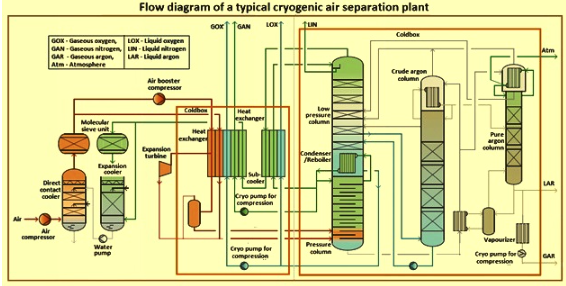 Flow diagram of a typical cryogenic air separation plant
GOX - Gaseous oxygen,
GAN - Gaseous nitrogen,
GAR - Gaseous argon,
Atm - Atmosphere
LOX - Liquid oxygen
LIN - Liquid nitrogen
LAR - Liquid argon
GOX
GAN
LOX
LIN
Coldbox
Atm
Air booster
compressor
Crude argon
column
Molecular
sieve unit
Coldbox
Heat
exchanger
Heat
exchanger
Low
pressure
column
Pure
argon
column
Expansion
turbine
Condenser
/Reboiler
Expansion
cooler
Sub-
cooler
Direct
contact
cooler
LAR
Cryo pump for
compression
Air
Air
compressor
Water
pump
Cryo pump for
compression
Pressure
column
Vapourizer
Cryo pump for
compression
GAR